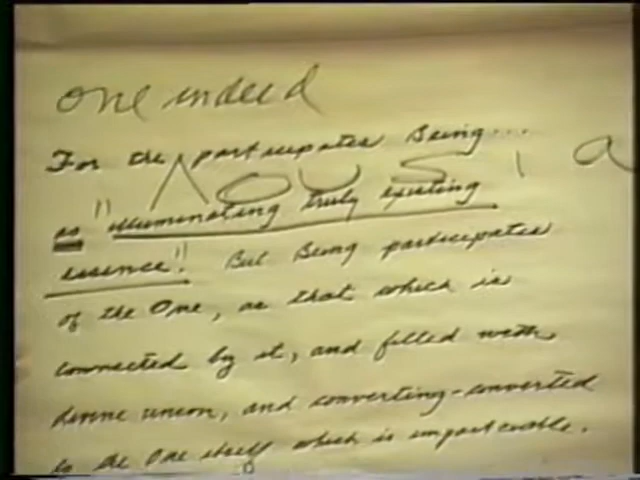 one indeed
For the participates Being...
Λ O U S I a
as "illuminating truly existing
essence". But Being participates
of the One, as that which is
connected by it, and filled with
divine union, and converting-converted
to the One itself which is imparticable.